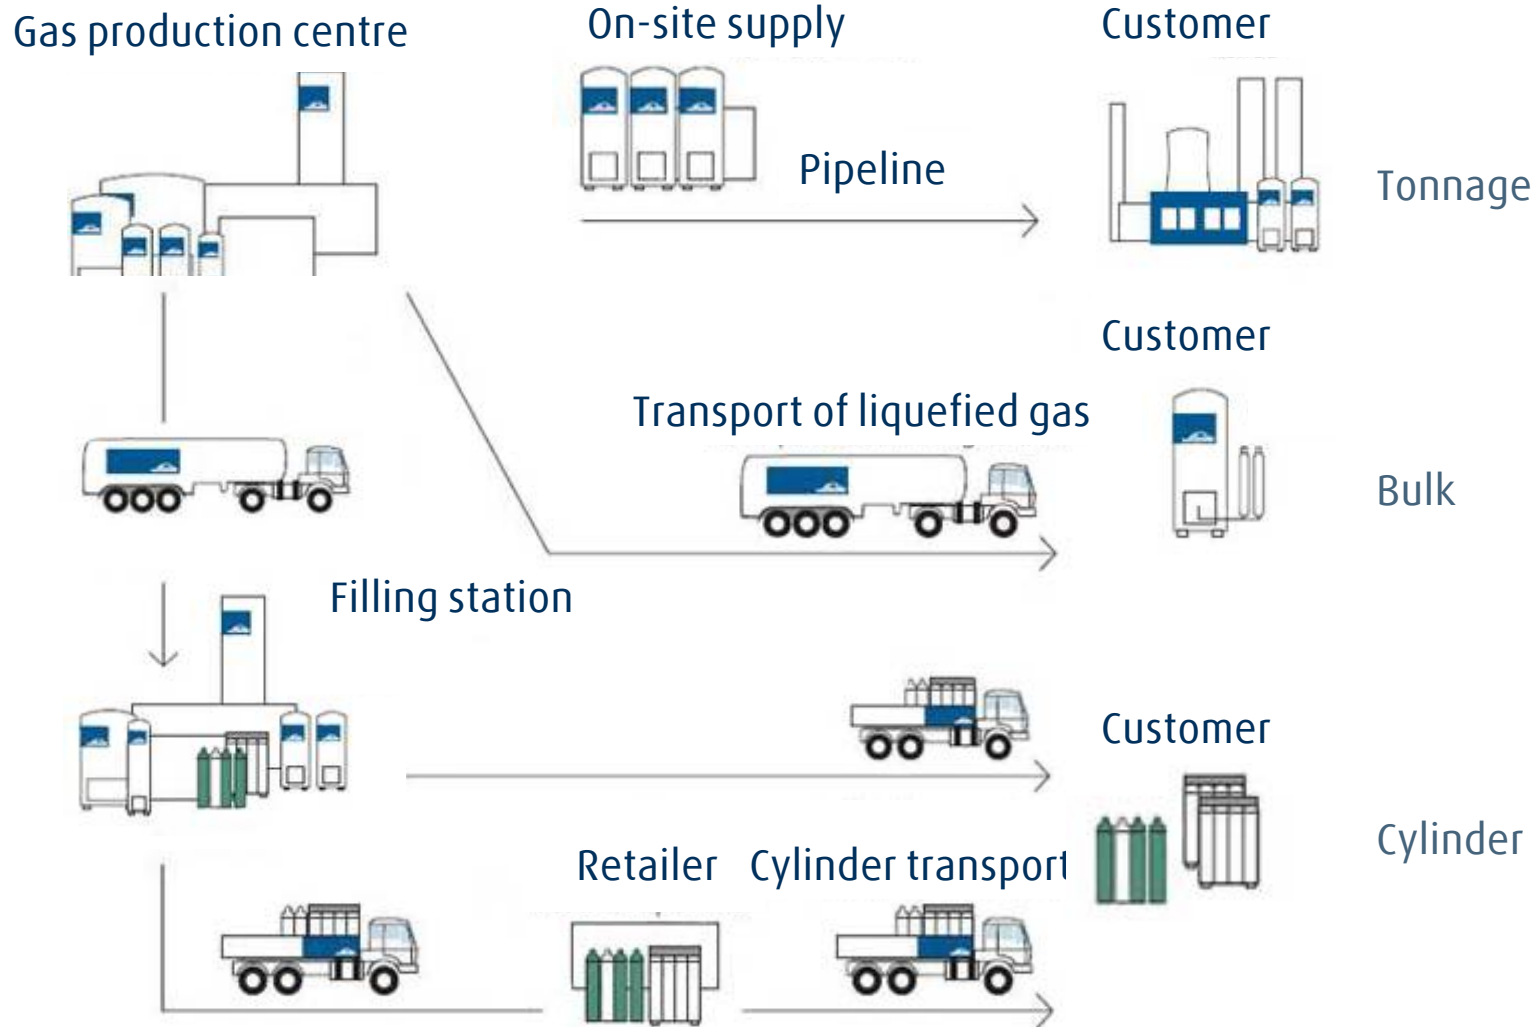 Gas production centre
On-site supply
Customer
Pipeline
Tonnage
Customer
Transport of liquefied gas
Bulk
Filling station
Customer
Cylinder
Retailer
Cylinder transport